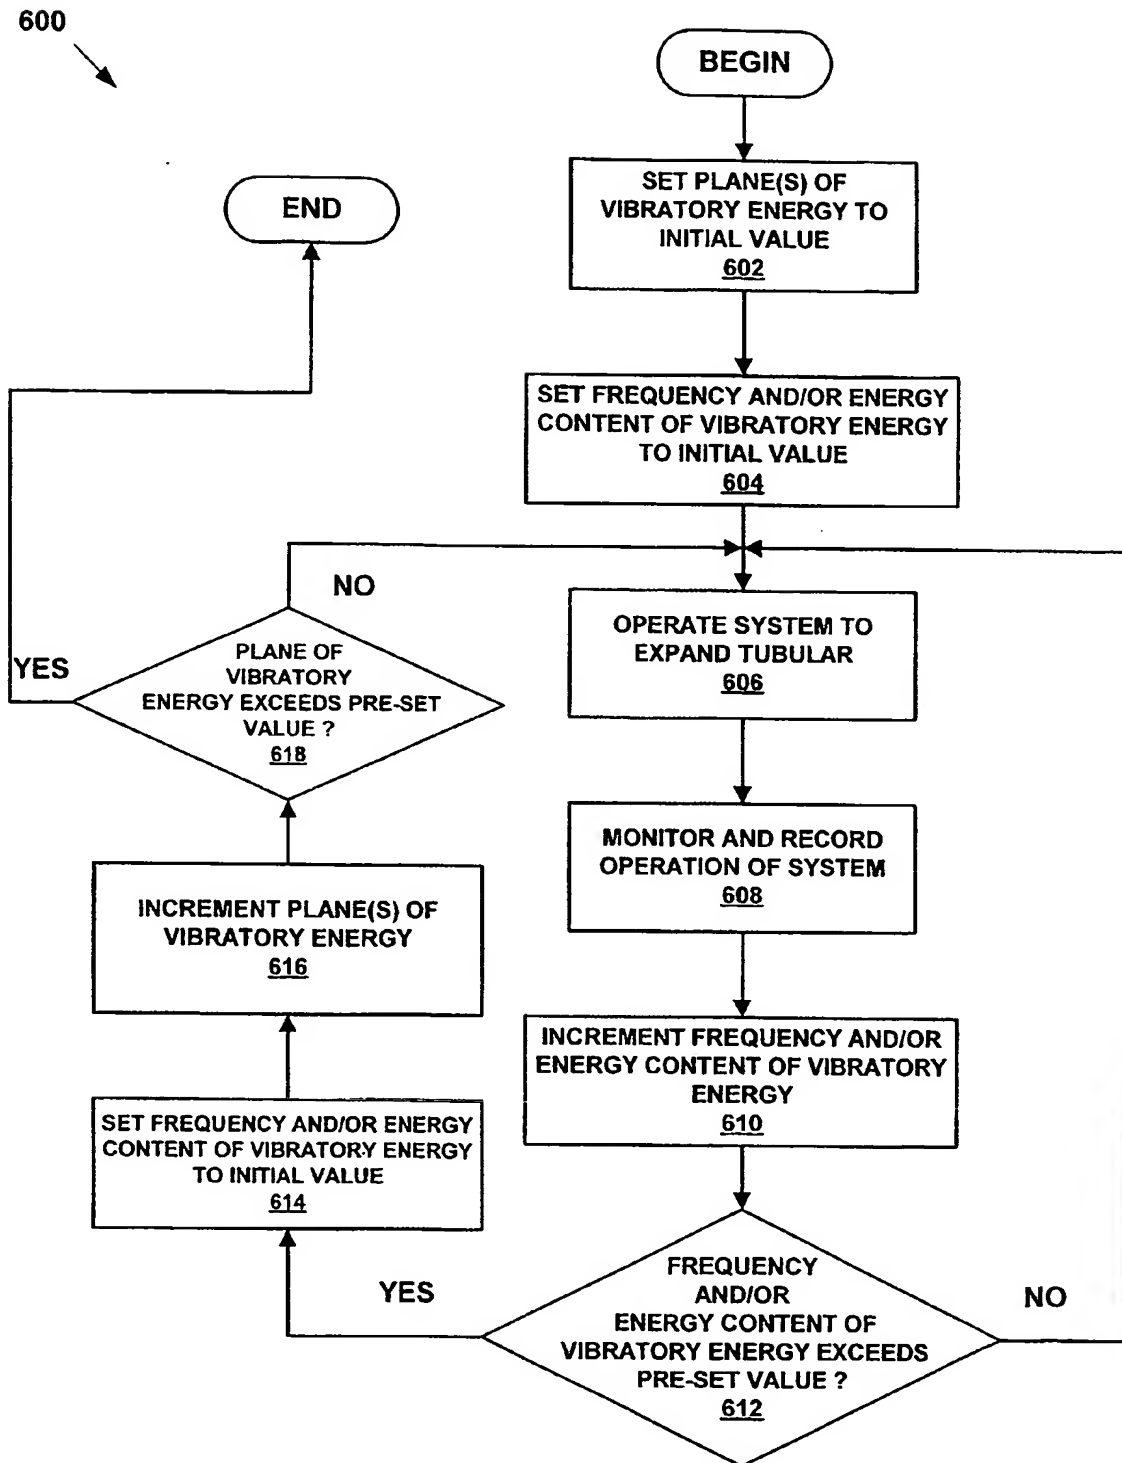 600
BEGIN
SET PLANE(S) OF
VIBRATORY ENERGY TO
INITIAL VALUE
602
END
SET FREQUENCY AND/OR ENERGY
CONTENT OF VIBRATORY ENERGY
TO INITIAL VALUE
604
NO
YES
PLANE OF
VIBRATORY
ENERGY EXCEEDS PRE-SET
VALUE ?
618
OPERATE SYSTEM TO
EXPAND TUBULAR
606
MONITOR AND RECORD
OPERATION OF SYSTEM
608
INCREMENT PLANE(S) OF
VIBRATORY ENERGY
616
INCREMENT FREQUENCY AND/OR
ENERGY CONTENT OF VIBRATORY
ENERGY
610
SET FREQUENCY AND/OR ENERGY
CONTENT OF VIBRATORY ENERGY
TO INITIAL VALUE
614
YES
FREQUENCY
AND/OR
ENERGY CONTENT OF
VIBRATORY ENERGY EXCEEDS
PRE-SET VALUE ?
612
NO